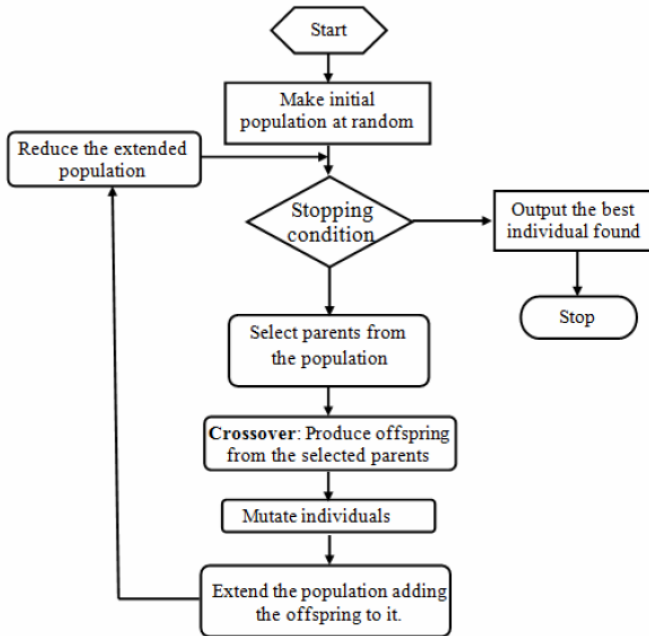 Start
Make initial
population at random
Reduce the extended
population
Stopping
condition
Output the best
individual found
Stop
Select parents from
the population
Crossover: Produce offspring
from the selected parents
Mutate individuals
Extend the population adding
the offspring to it.